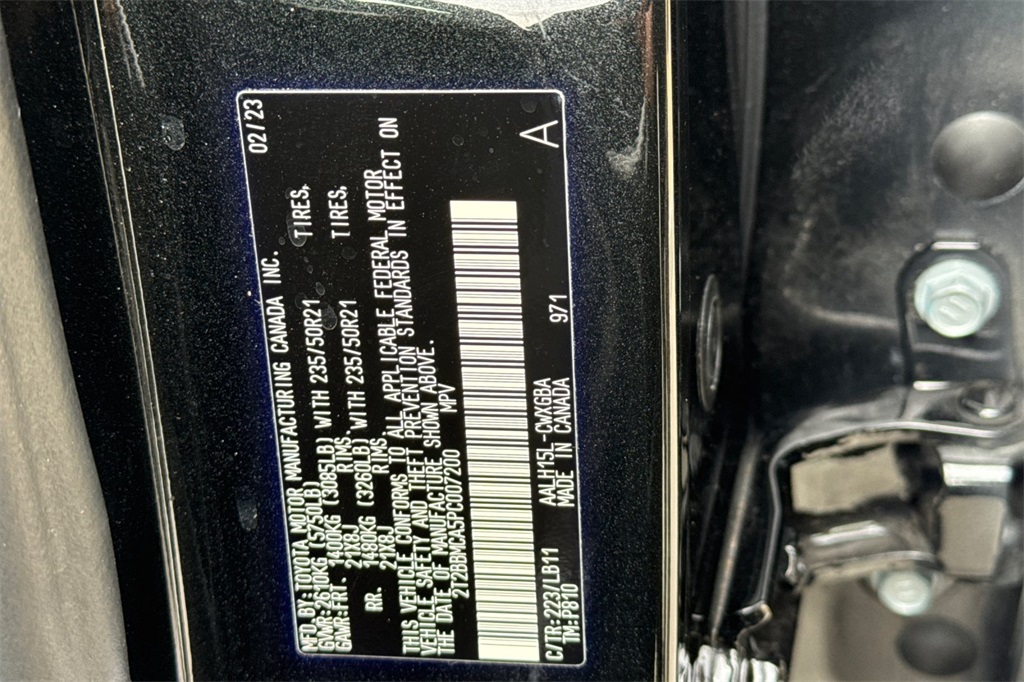 MFD.BY:TOYOTA MOTOR MANUFACTURING CANADA INC. 02/23
GVWR:2610KG (5750LB)
GAWR:FRT. 1400KG (3085LB) WITH 235/50R21 TIRES,
21X8J RIMS,
RR. 1480KG (3260LB) WITH 235/50R21 TIRES,
21X8J RIMS,
THIS VEHICLE CONFORMS TO ALL APPLICABLE FEDERAL MOTOR
VEHICLE SAFETY AND THEFT PREVENTION STANDARDS IN EFFECT ON
THE DATE OF MANUFACTURE SHOWN ABOVE.
2T2BBMCA5PC007200 MPV
C/TR:223/LB11 AALH15L-CWXGBA 971 A
TM:P810 MADE IN CANADA